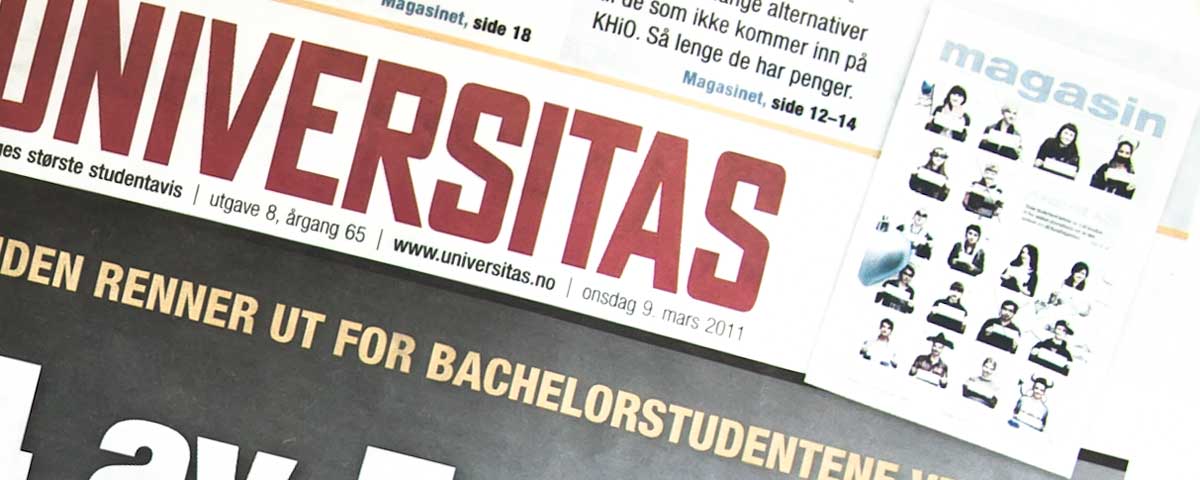 Magasinet, side 18
alternativer
de som ikke kommer inn på
KHiO. Så lenge de har penger.
Magasinet, side 12–14
magasin
UNIVERSITAS
største studentavis | utgave 8, årgang 65 | www.universitas.no | onsdag 9. mars 2011
DEN RENNER UT FOR BACHELORSTUDENTENE
av